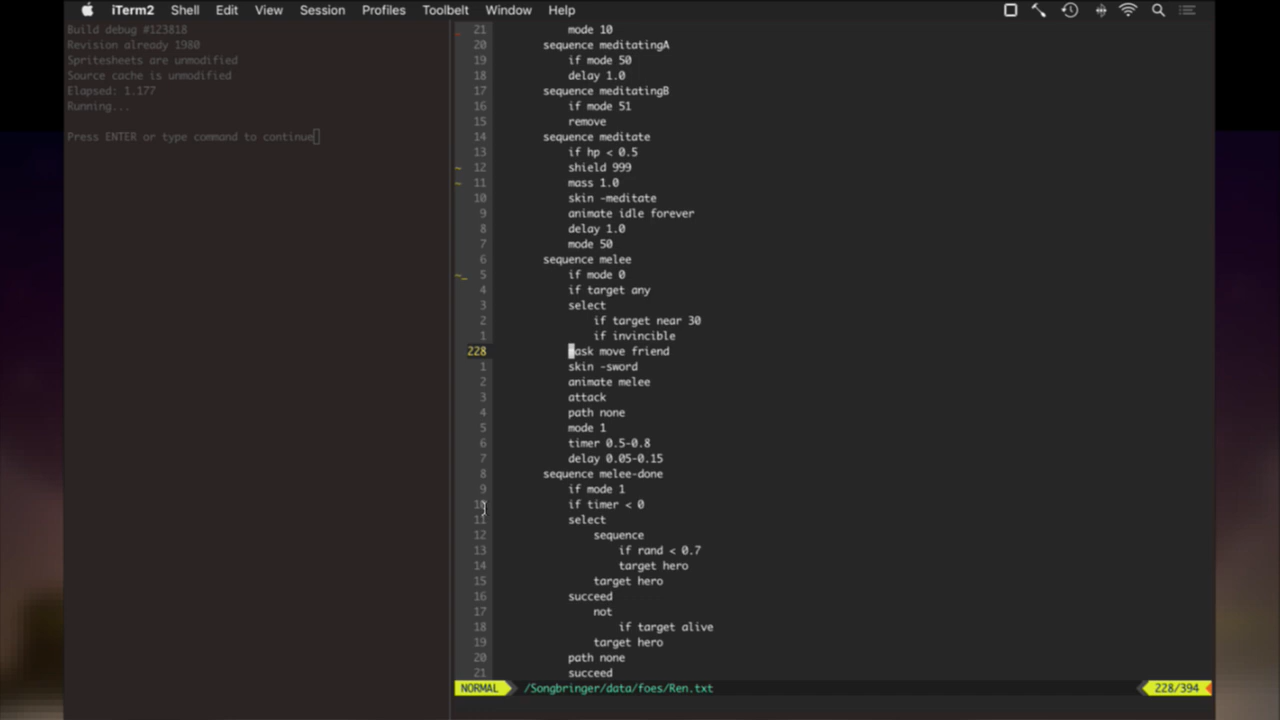 iTerm2 Shell Edit View Session Profiles Toolbelt Window Help
Build debug #123818
Revision already 1980
Spritesheets are unmodified
Source cache is unmodified
Elapsed: 1.177
Running...
Press ENTER or type command to continue
21 mode 10
20 sequence meditatingA
19 if mode 50
18 delay 1.0
17 sequence meditatingB
16 if mode 51
15 remove
14 sequence meditate
13 if hp < 0.5
~ 12 shield 999
~ 11 mass 1.0
10 skin -meditate
9 animate idle forever
8 delay 1.0
7 mode 50
6 sequence melee
~_ 5 if mode 0
4 if target any
3 select
2 if target near 30
1 if invincible
228 ask move friend
1 skin -sword
2 animate melee
3 attack
4 path none
5 mode 1
6 timer 0.5-0.8
7 delay 0.05-0.15
8 sequence melee-done
9 if mode 1
10 if timer < 0
11 select
12 sequence
13 if rand < 0.7
14 target hero
15 target hero
16 succeed
17 not
18 if target alive
19 target hero
20 path none
21 succeed
NORMAL /Songbringer/data/foes/Ren.txt 228/394